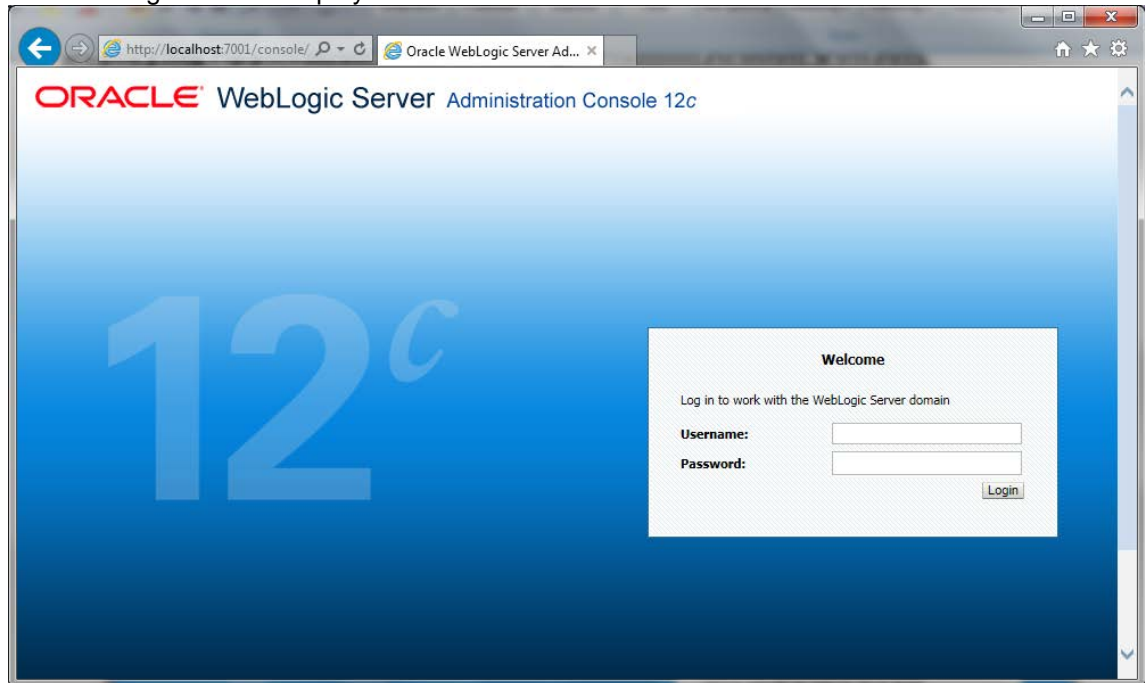 http://localhost:7001/console/
Oracle WebLogic Server Ad...
ORACLE WebLogic Server Administration Console 12c
12c
Welcome
Log in to work with the WebLogic Server domain
Username:
Password:
Login